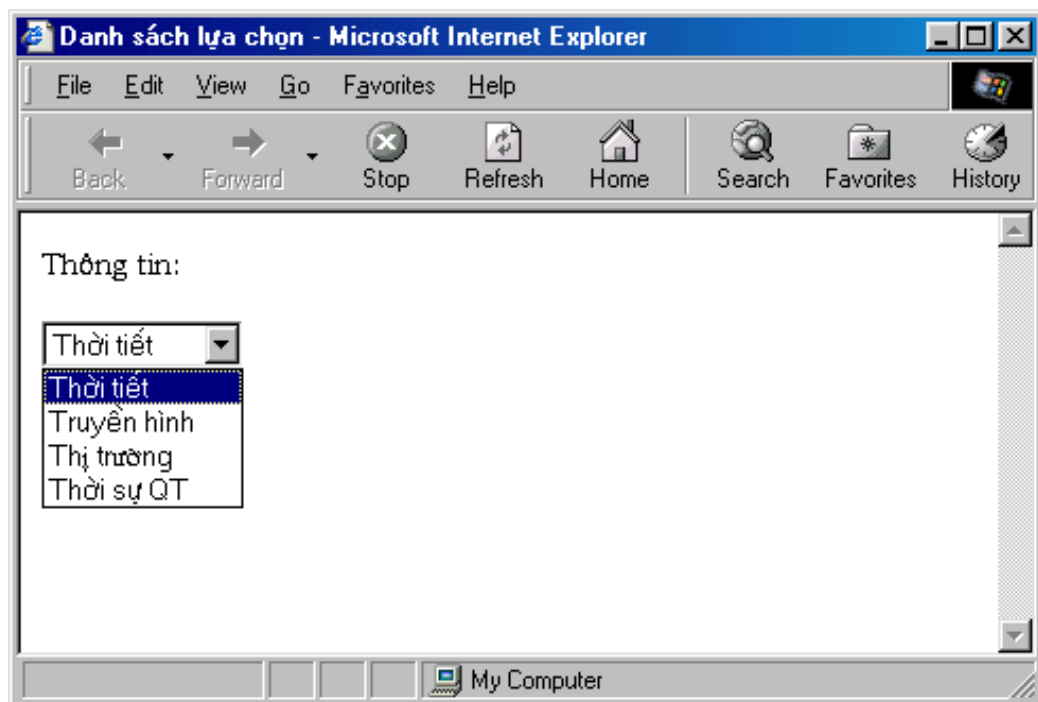 Danh sách lựa chọn - Microsoft Internet Explorer
File Edit View Go Favorites Help
Back Forward Stop Refresh Home Search Favorites History
Thông tin:
Thời tiết
Thời tiết
Truyền hình
Thị trường
Thời sự QT
My Computer